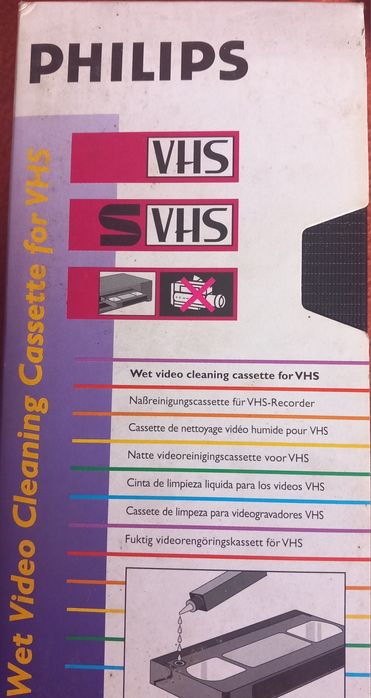 PHILIPS
VHS
S VHS
Wet Video Cleaning Cassette for VHS
Wet video cleaning cassette for VHS
Naßreinigungscassette für VHS-Recorder
Cassette de nettoyage vidéo humide pour VHS
Natte videoreinigingscassette voor VHS
Cinta de limpieza liquida para los videos VHS
Cassete de limpeza para videogravadores VHS
Fuktig videorengöringskassett för VHS